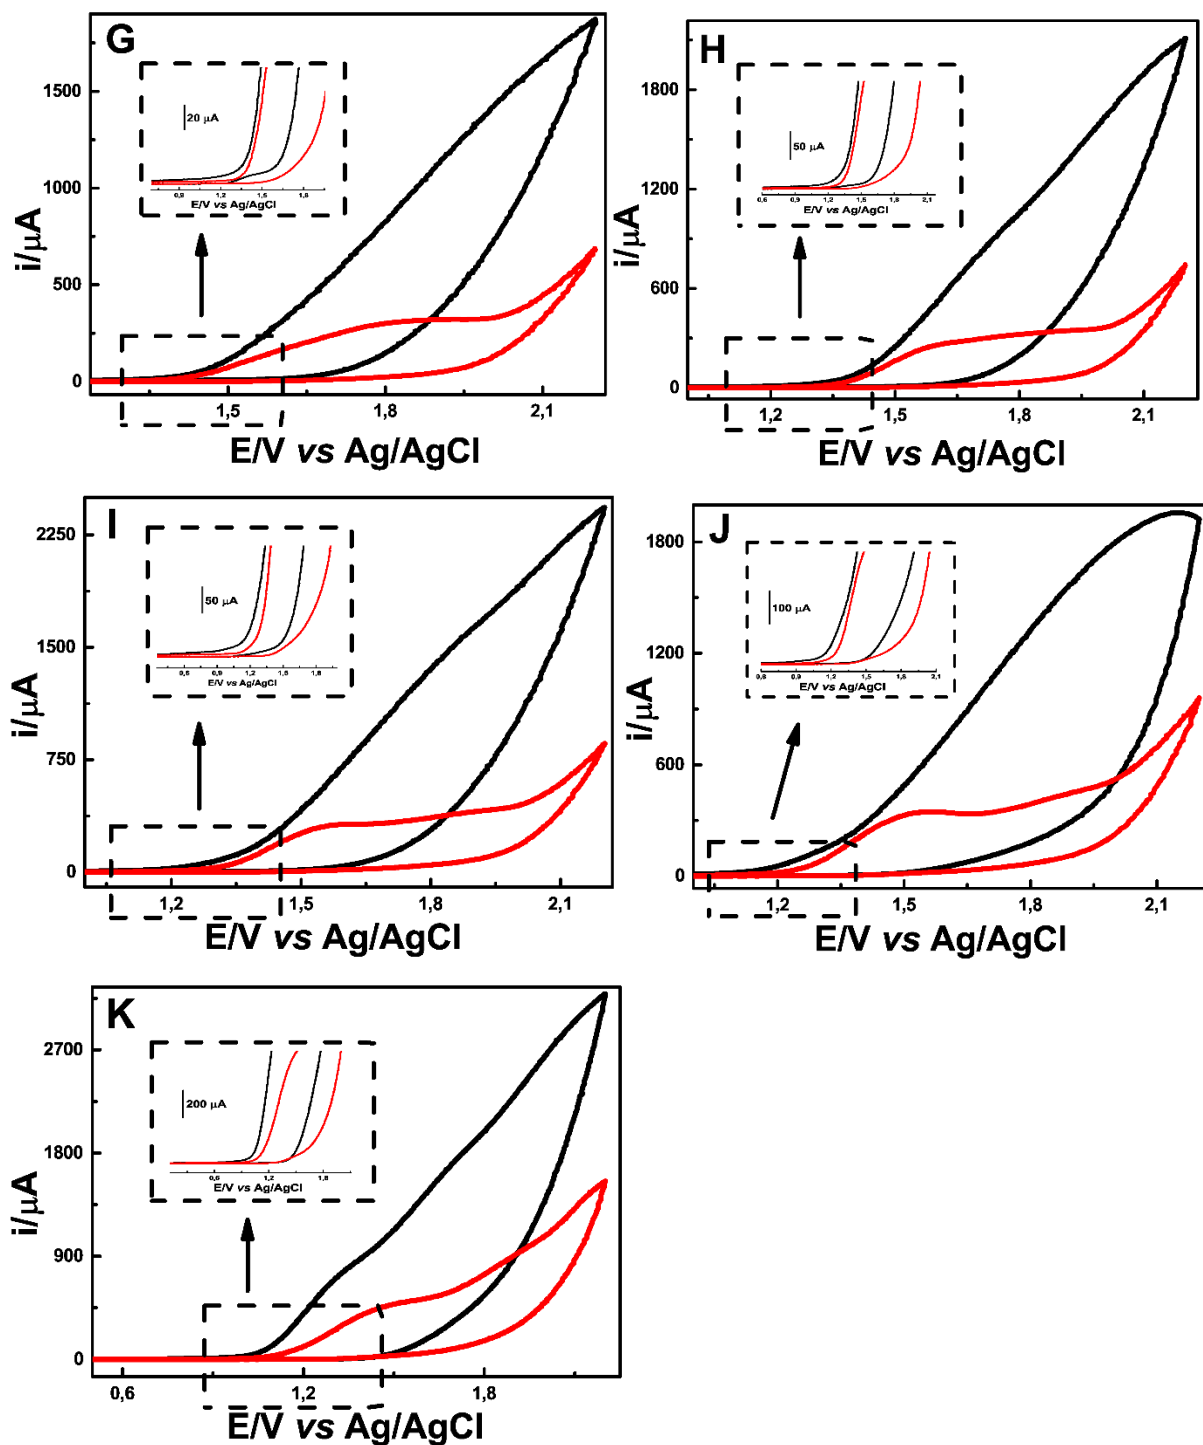 G
1500
1000
500
0
i/μA
20 μA
0,9
1,2
1,5
1,8
E/V vs Ag/AgCl
1,5
1,8
2,1
E/V vs Ag/AgCl
H
1800
1200
600
0
i/μA
50 μA
0,6
0,9
1,2
1,5
1,8
2,1
E/V vs Ag/AgCl
1,2
1,5
1,8
2,1
E/V vs Ag/AgCl
I
2250
1500
750
0
i/μA
50 μA
0,6
0,9
1,2
1,5
1,8
E/V vs Ag/AgCl
1,2
1,5
1,8
2,1
E/V vs Ag/AgCl
J
1800
1200
600
0
i/μA
100 μA
0,6
0,9
1,2
1,5
1,8
2,1
E/V vs Ag/AgCl
1,2
1,5
1,8
2,1
E/V vs Ag/AgCl
K
2700
1800
900
0
i/μA
200 μA
0,6
1,2
1,8
E/V vs Ag/AgCl
0,6
1,2
1,8
E/V vs Ag/AgCl